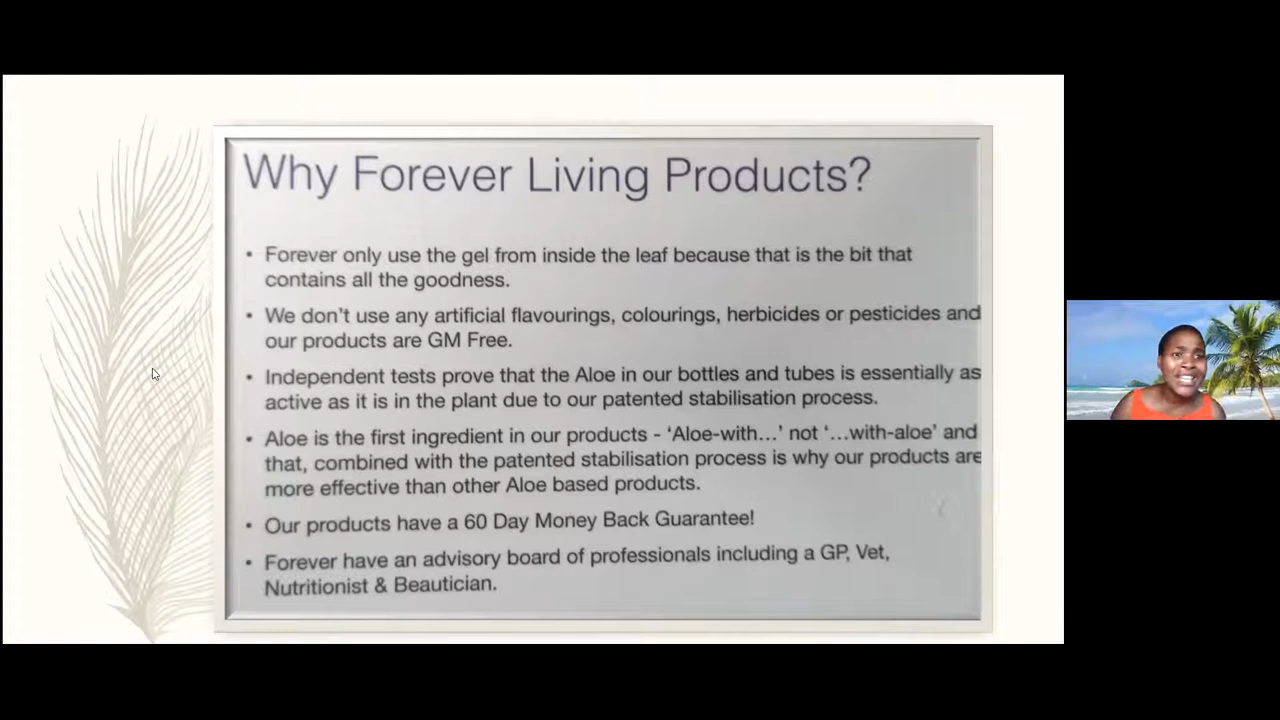 Why Forever Living Products?
• Forever only use the gel from inside the leaf because that is the bit that
contains all the goodness.
• We don't use any artificial flavourings, colourings, herbicides or pesticides and
our products are GM Free.
• Independent tests prove that the Aloe in our bottles and tubes is essentially as
active as it is in the plant due to our patented stabilisation process.
• Aloe is the first ingredient in our products - 'Aloe-with...' not '...with-aloe' and
that, combined with the patented stabilisation process is why our products are
more effective than other Aloe based products.
• Our products have a 60 Day Money Back Guarantee!
• Forever have an advisory board of professionals including a GP, Vet,
Nutritionist & Beautician.